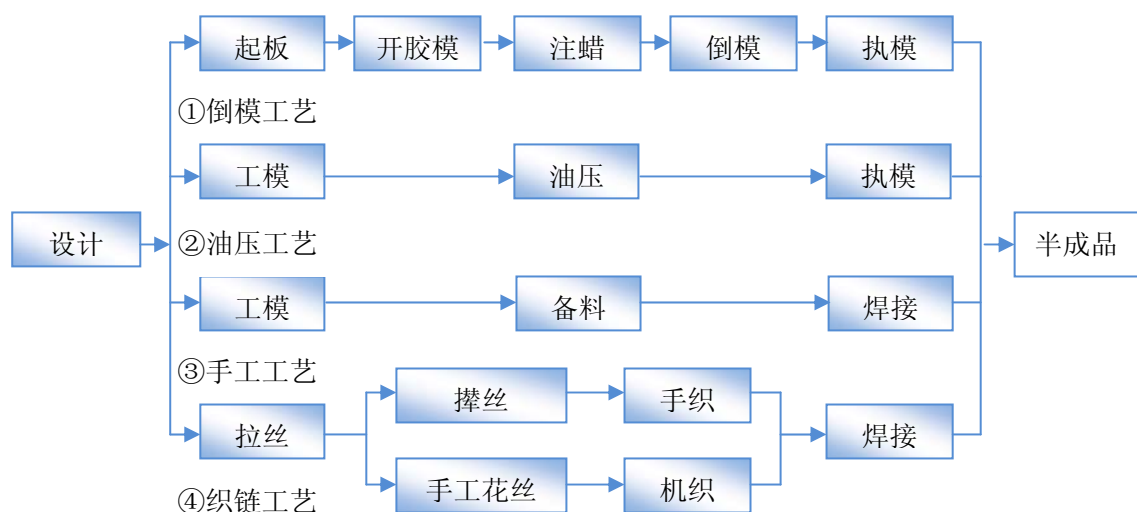 起板
开胶模
注蜡
倒模
执模
①倒模工艺
工模
油压
执模
设计
②油压工艺
半成品
工模
备料
焊接
③手工工艺
撵丝
手织
拉丝
焊接
手工花丝
机织
④织链工艺